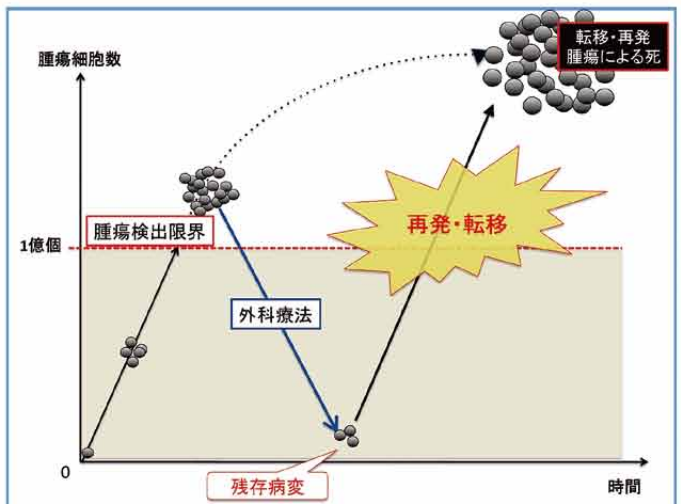 腫瘍細胞数
転移・再発
腫瘍による死
腫瘍検出限界
再発・転移
1億個
外科療法
0
残存病変
時間